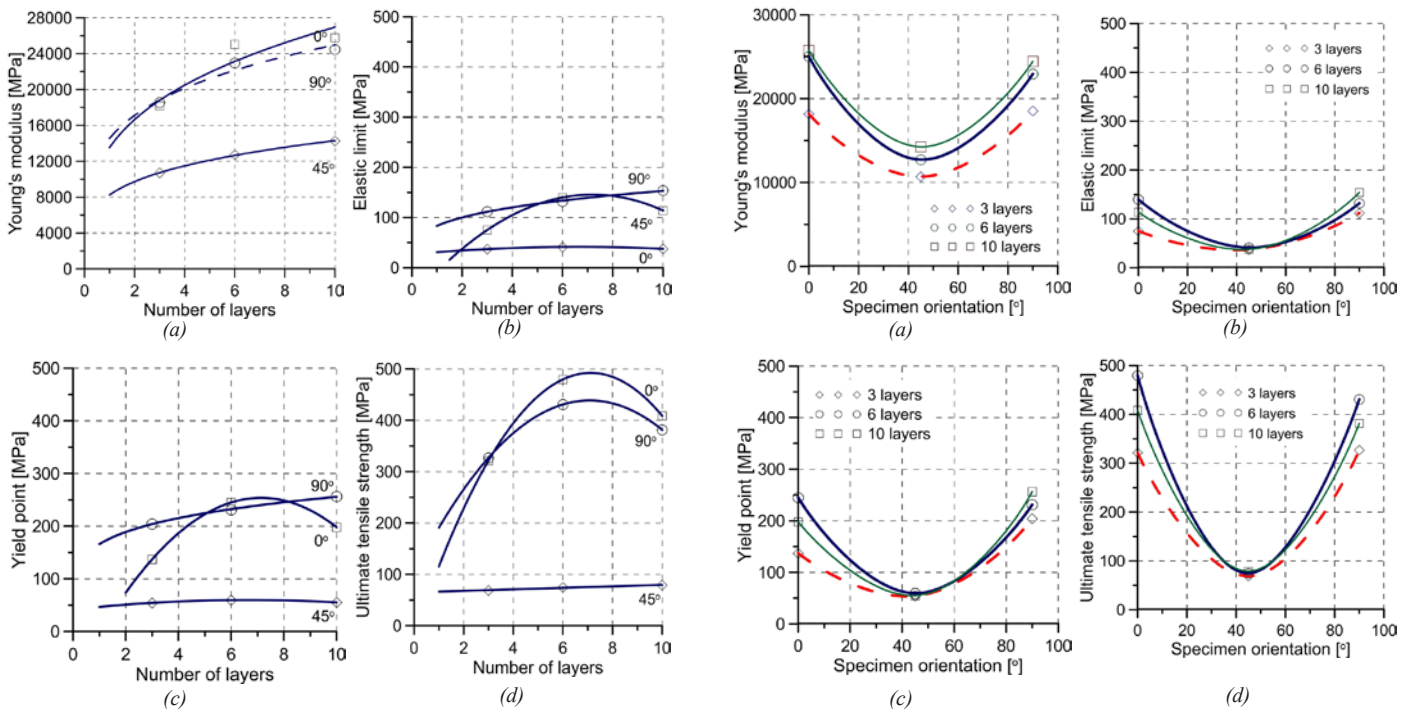 28000
24000
20000
16000
12000
8000
4000
0
Young's modulus [MPa]
0°
90°
45°
0 2 4 6 8 10
Number of layers
(a)
500
400
300
200
100
0
Elastic limit [MPa]
90°
45°
0°
0 2 4 6 8 10
Number of layers
(b)
30000
20000
10000
0
Young's modulus [MPa]
3 layers
6 layers
10 layers
0 20 40 60 80 100
Specimen orientation [°]
(a)
500
400
300
200
100
0
Elastic limit [MPa]
3 layers
6 layers
10 layers
0 20 40 60 80 100
Specimen orientation [°]
(b)
500
400
300
200
100
0
Yield point [MPa]
90°
0°
45°
0 2 4 6 8 10
Number of layers
(c)
500
400
300
200
100
0
Ultimate tensile strength [MPa]
0°
90°
45°
0 2 4 6 8 10
Number of layers
(d)
500
400
300
200
100
0
Yield point [MPa]
3 layers
6 layers
10 layers
0 20 40 60 80 100
Specimen orientation [°]
(c)
500
400
300
200
100
0
Ultimate tensile strength [MPa]
3 layers
6 layers
10 layers
0 20 40 60 80 100
Specimen orientation [°]
(d)